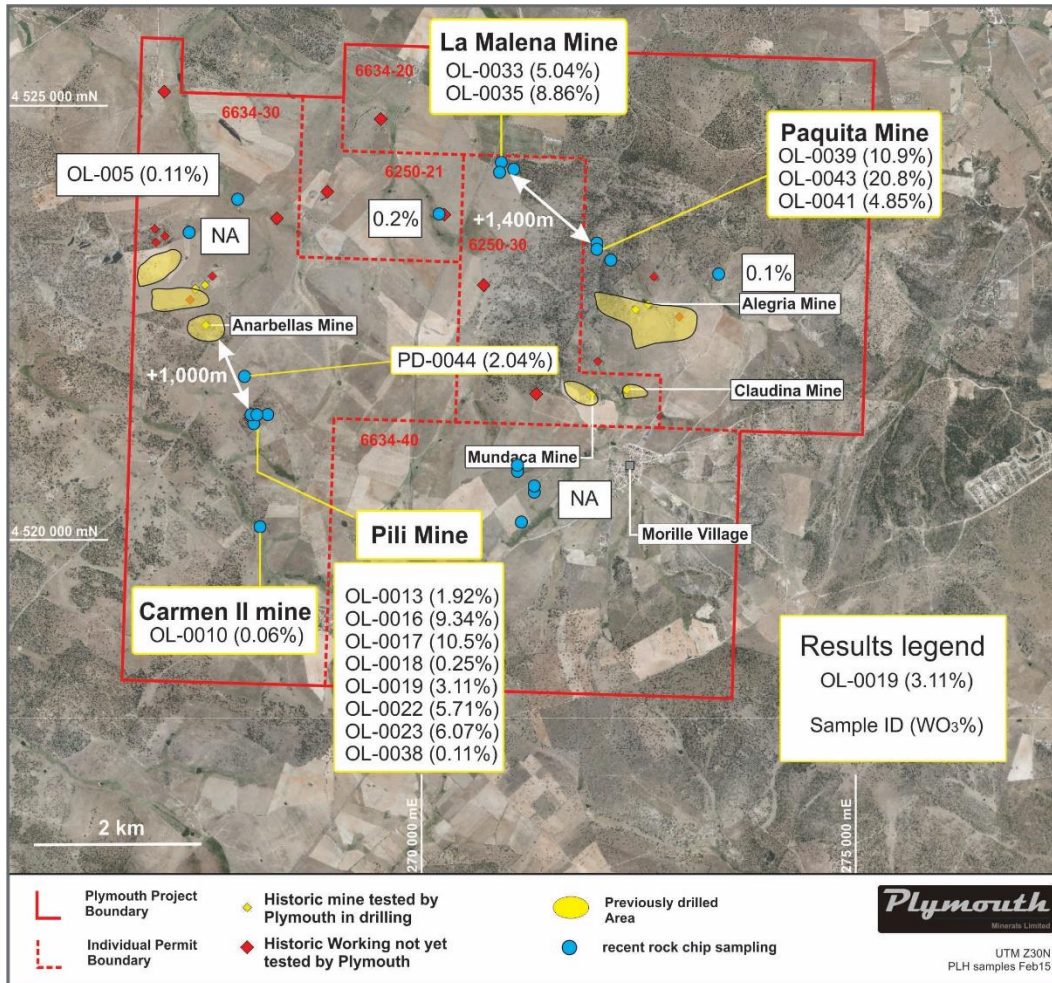 La Malena Mine
OL-0033 (5.04%)
OL-0035 (8.86%)
6634-20
4 525 000 mN
6634-30
Paquita Mine
OL-0039 (10.9%)
OL-0043 (20.8%)
OL-0041 (4.85%)
OL-005 (0.11%)
6250-21
NA
0.2%
+1,400m
6250-30
0.1%
Alegria Mine
Anarbellas Mine
PD-0044 (2.04%)
+1,000m
Claudina Mine
6634-40
Mundaca Mine
NA
Morille Village
4 520 000 mN
Pili Mine
OL-0013 (1.92%)
OL-0016 (9.34%)
OL-0017 (10.5%)
OL-0018 (0.25%)
OL-0019 (3.11%)
OL-0022 (5.71%)
OL-0023 (6.07%)
OL-0038 (0.11%)
Carmen II mine
OL-0010 (0.06%)
Results legend
OL-0019 (3.11%)
Sample ID (WO3%)
2 km
270 000 mE
275 000 mE
Plymouth Project
Boundary
Individual Permit
Boundary
Historic mine tested by
Plymouth in drilling
Historic Working not yet
tested by Plymouth
Previously drilled
Area
recent rock chip sampling
Plymouth
Minerals Limited
UTM Z30N
PLH samples Feb15